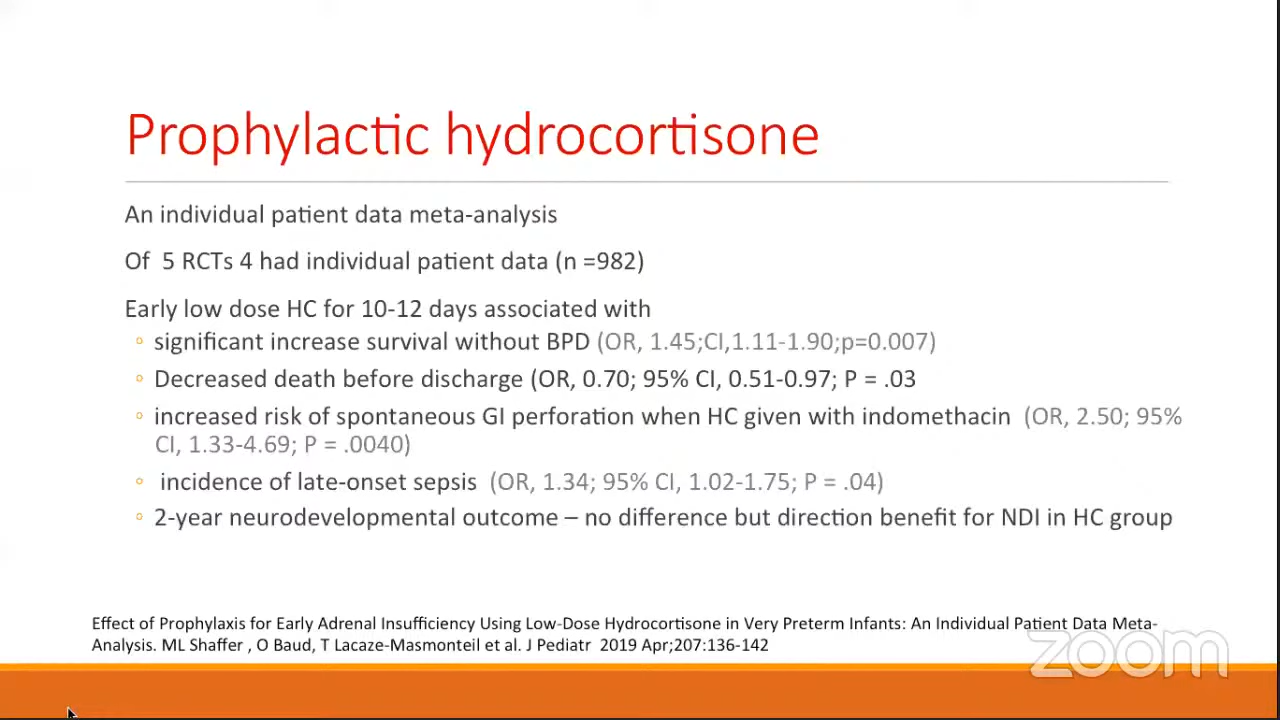 Prophylactic hydrocortisone
An individual patient data meta-analysis
Of 5 RCTs 4 had individual patient data (n =982)
Early low dose HC for 10-12 days associated with
◦ significant increase survival without BPD (OR, 1.45;CI,1.11-1.90;p=0.007)
◦ Decreased death before discharge (OR, 0.70; 95% CI, 0.51-0.97; P = .03
◦ increased risk of spontaneous GI perforation when HC given with indomethacin (OR, 2.50; 95%
CI, 1.33-4.69; P = .0040)
◦ incidence of late-onset sepsis (OR, 1.34; 95% CI, 1.02-1.75; P = .04)
◦ 2-year neurodevelopmental outcome – no difference but direction benefit for NDI in HC group
Effect of Prophylaxis for Early Adrenal Insufficiency Using Low-Dose Hydrocortisone in Very Preterm Infants: An Individual Patient Data Meta-
Analysis. ML Shaffer , O Baud, T Lacaze-Masmonteil et al. J Pediatr 2019 Apr;207:136-142
zoom